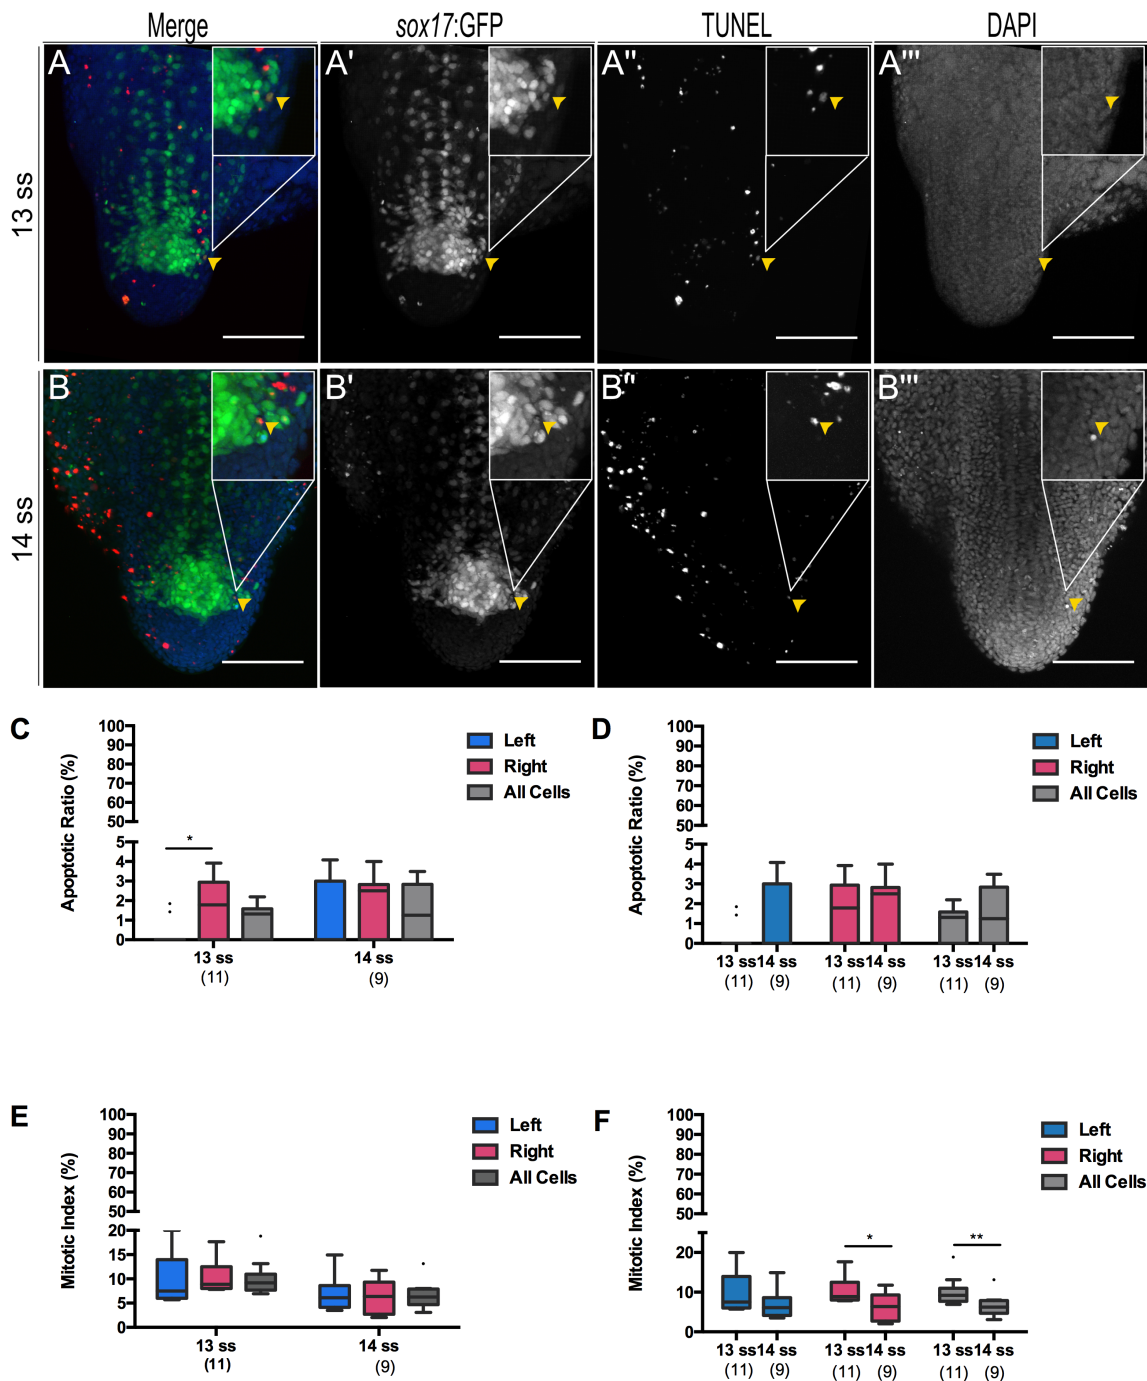 Merge sox17:GFP TUNEL DAPI
13 ss
A A' A'' A'''
14 ss
B B' B'' B'''
C
Apoptotic Ratio (%)
100
90
80
70
60
50
5
4
3
2
1
0
*
13 ss 14 ss
(11) (9)
Left
Right
All Cells
D
Apoptotic Ratio (%)
100
90
80
70
60
50
5
4
3
2
1
0
13 ss 14 ss 13 ss 14 ss 13 ss 14 ss
(11) (9) (11) (9) (11) (9)
Left
Right
All Cells
E
Mitotic Index (%)
100
90
80
70
60
50
20
15
10
5
0
13 ss 14 ss
(11) (9)
Left
Right
All Cells
F
Mitotic Index (%)
100
90
80
70
60
50
20
10
0
* **
13 ss 14 ss 13 ss 14 ss 13 ss 14 ss
(11) (9) (11) (9) (11) (9)
Left
Right
All Cells